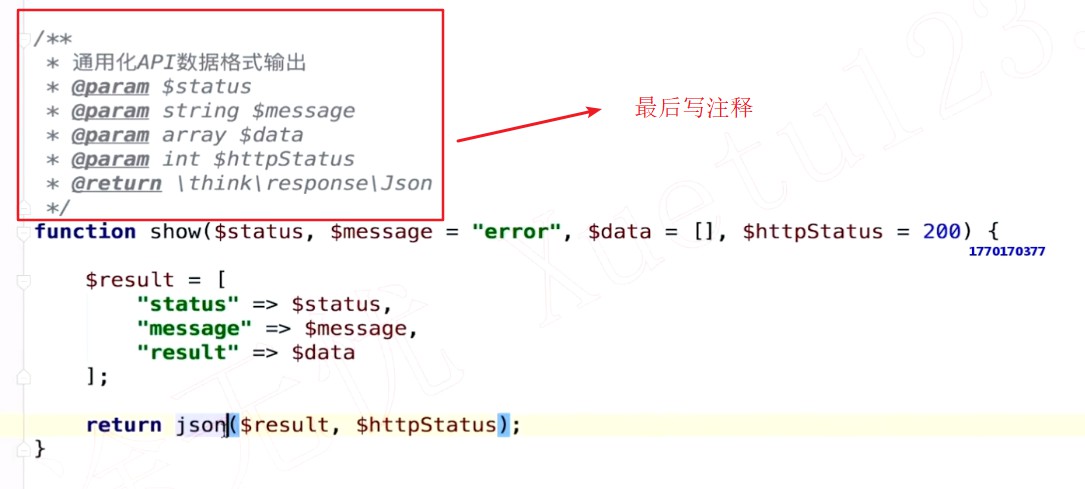 /**
* 通用化API数据格式输出
* @param $status
* @param string $message
* @param array $data
* @param int $httpStatus
* @return \think\response\Json
*/
最后写注释
function show($status, $message = "error", $data = [], $httpStatus = 200) {
1770170377
$result = [
"status" => $status,
"message" => $message,
"result" => $data
];
return json($result, $httpStatus);
}
Xuetu123.